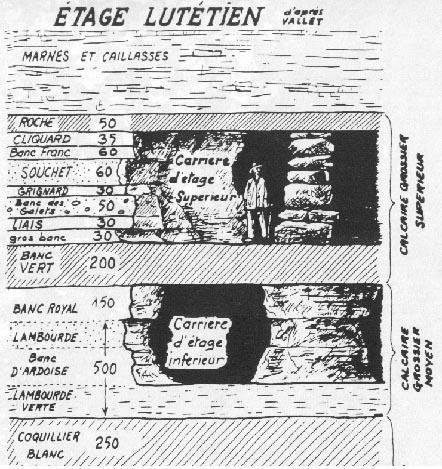 ÉTAGE LUTÉTIEN
d'après
VALLET
MARNES ET CAILLASSES
ROCHE 50
CLIQUARD 35
Banc Franc 60
SOUCHET 60
GRIGNARD 30
Banc des
Galets 50
LIAIS 30
gros banc 30
Carrière
d'étage
Superieur
BANC
VERT 200
CALCAIRE GROSSIER
SUPERIEUR
BANC ROYAL 150
LAMBOURDE
Banc
D'ARDOISE 500
LAMBOURDE
VERTE
Carrière
d'étage
inférieur
CALCAIRE
GROSSIER
MOYEN
COQUILLIER
BLANC 250